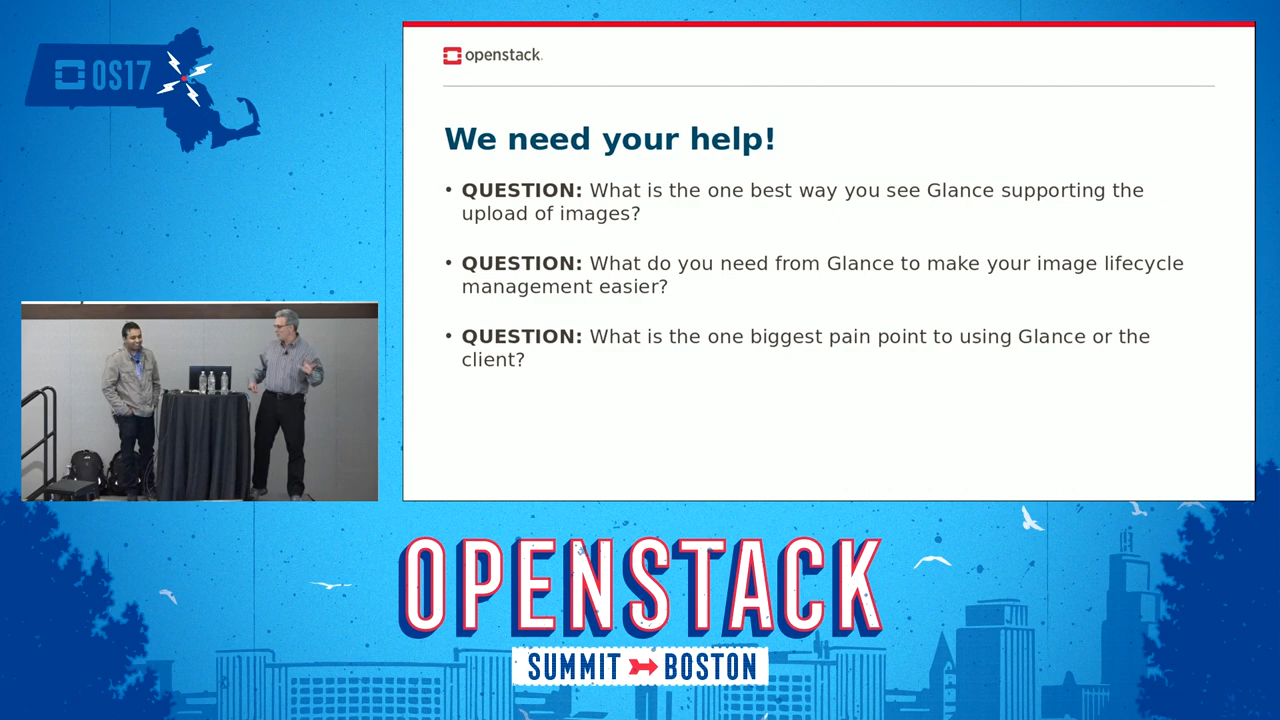 OS17
openstack.
We need your help!
• QUESTION: What is the one best way you see Glance supporting the
upload of images?
• QUESTION: What do you need from Glance to make your image lifecycle
management easier?
• QUESTION: What is the one biggest pain point to using Glance or the
client?
OPENSTACK
SUMMIT BOSTON